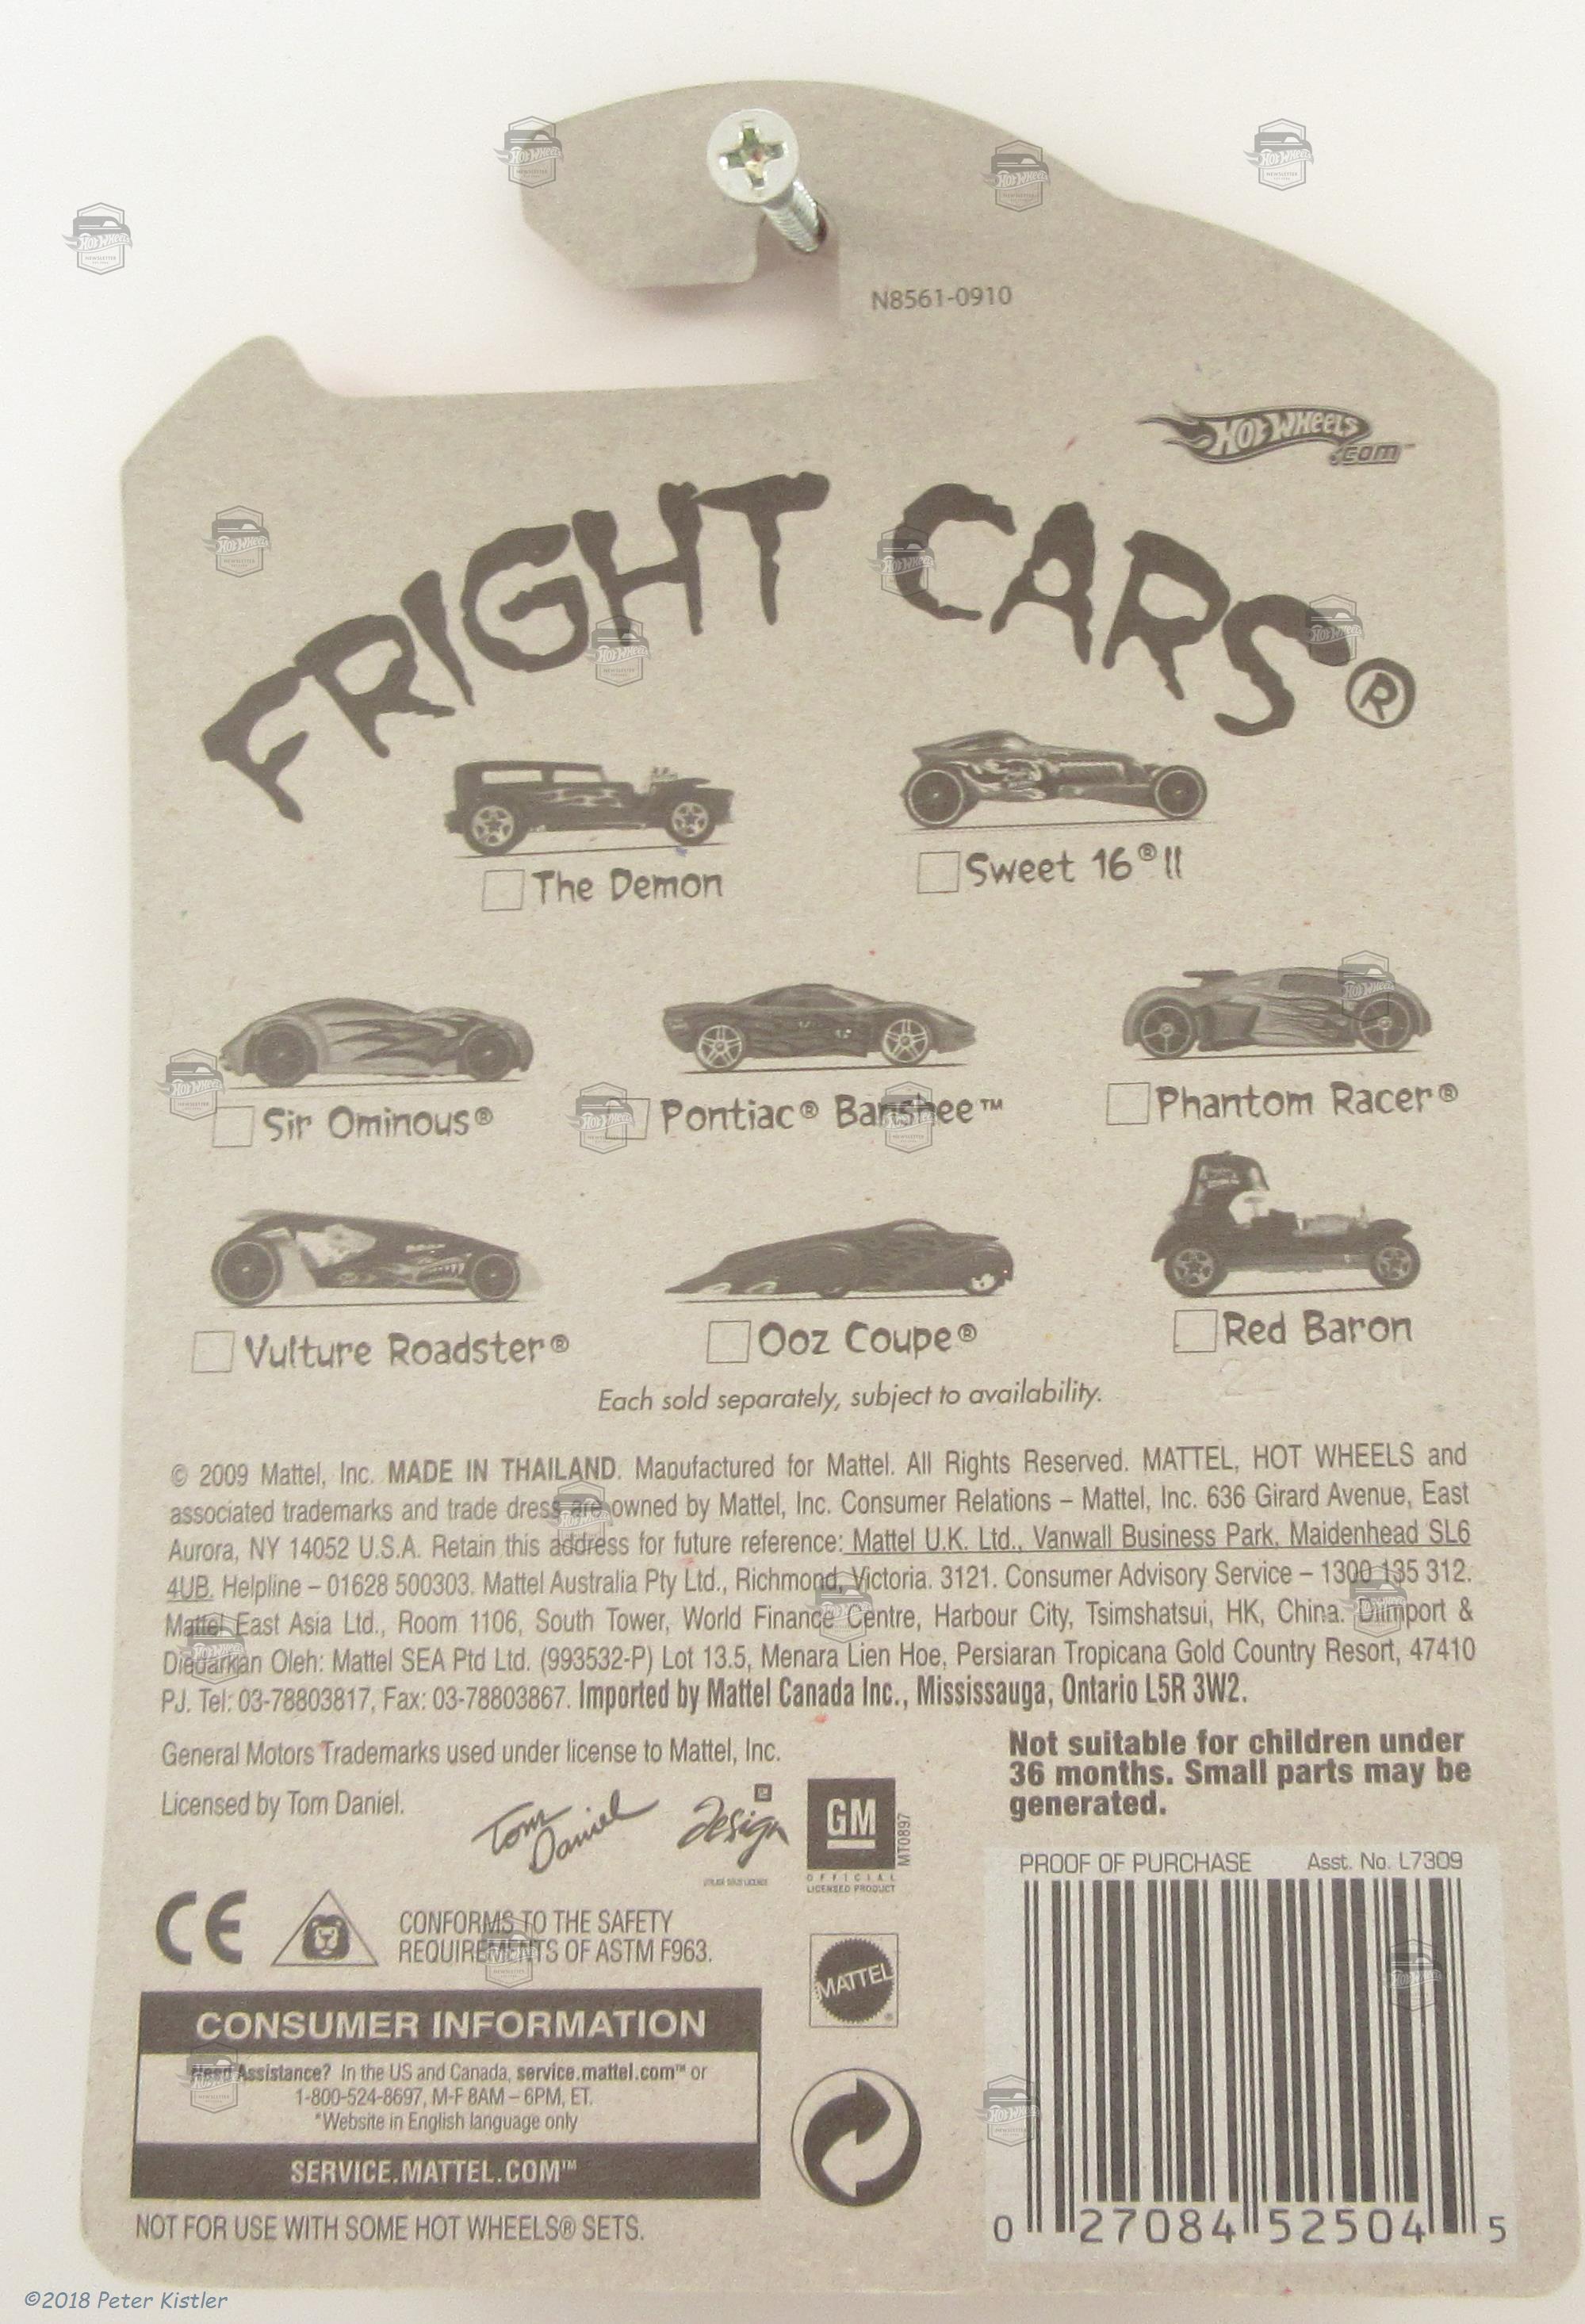 N8561-0910
Hot Wheels
.com™
FRIGHT CARS®
The Demon
Sweet 16® II
Sir Ominous®
Pontiac® Banshee™
Phantom Racer®
Vulture Roadster®
Ooz Coupe®
Red Baron
Each sold separately, subject to availability.
© 2009 Mattel, Inc. MADE IN THAILAND. Manufactured for Mattel. All Rights Reserved. MATTEL, HOT WHEELS and
associated trademarks and trade dress are owned by Mattel, Inc. Consumer Relations – Mattel, Inc. 636 Girard Avenue, East
Aurora, NY 14052 U.S.A. Retain this address for future reference: Mattel U.K. Ltd., Vanwall Business Park, Maidenhead SL6
4UB. Helpline – 01628 500303. Mattel Australia Pty Ltd., Richmond, Victoria. 3121. Consumer Advisory Service – 1300 135 312.
Mattel East Asia Ltd., Room 1106, South Tower, World Finance Centre, Harbour City, Tsimshatsui, HK, China. Diimport &
Diedarkan Oleh: Mattel SEA Ptd Ltd. (993532-P) Lot 13.5, Menara Lien Hoe, Persiaran Tropicana Gold Country Resort, 47410
PJ. Tel: 03-78803817, Fax: 03-78803867. Imported by Mattel Canada Inc., Mississauga, Ontario L5R 3W2.
General Motors Trademarks used under license to Mattel, Inc.
Licensed by Tom Daniel.
Tom
Daniel
Design
GM
OFFICIAL
LICENSED PRODUCT
MT0897
Not suitable for children under
36 months. Small parts may be
generated.
PROOF OF PURCHASE Asst. No. L7309
CE
CONFORMS TO THE SAFETY
REQUIREMENTS OF ASTM F963.
MATTEL
CONSUMER INFORMATION
Need Assistance? In the US and Canada, service.mattel.com™ or
1-800-524-8697, M-F 8AM – 6PM, ET.
*Website in English language only
SERVICE.MATTEL.COM™
NOT FOR USE WITH SOME HOT WHEELS® SETS.
0 27084 52504 5
©2018 Peter Kistler